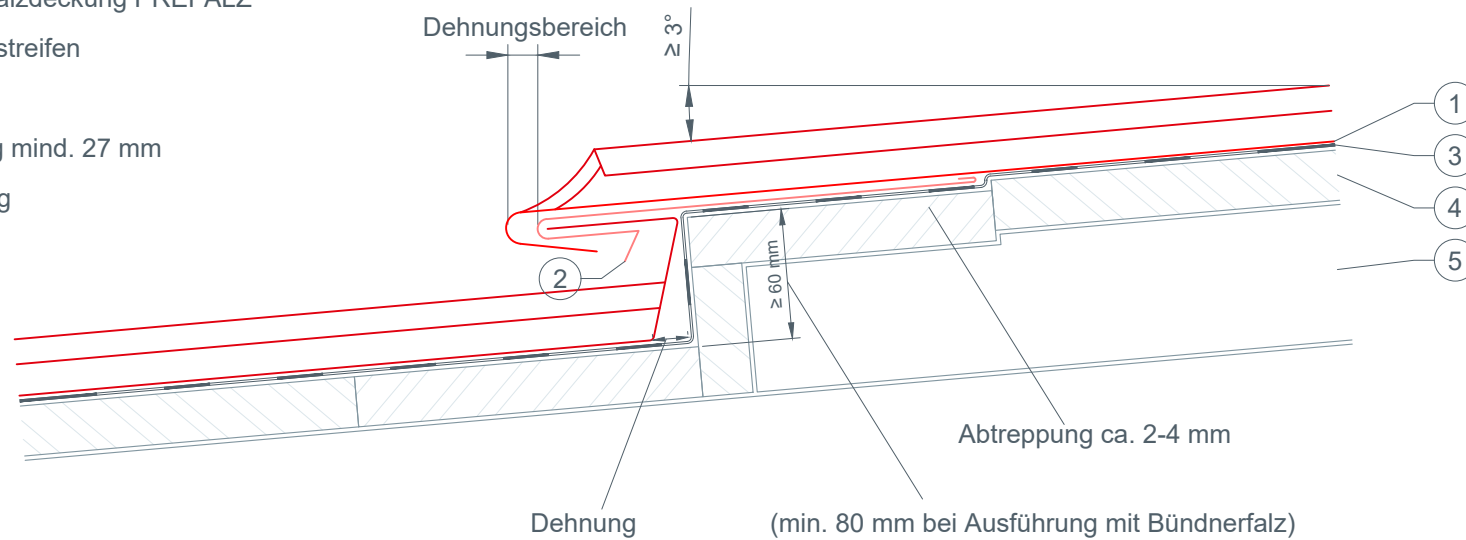 PREFALZ
Dehnungsbereich
streifen
≥ 3°
mind. 27 mm
1
3
4
5
2
≥ 60 mm
Abtreppung ca. 2-4 mm
Dehnung
(min. 80 mm bei Ausführung mit Bündnerfalz)